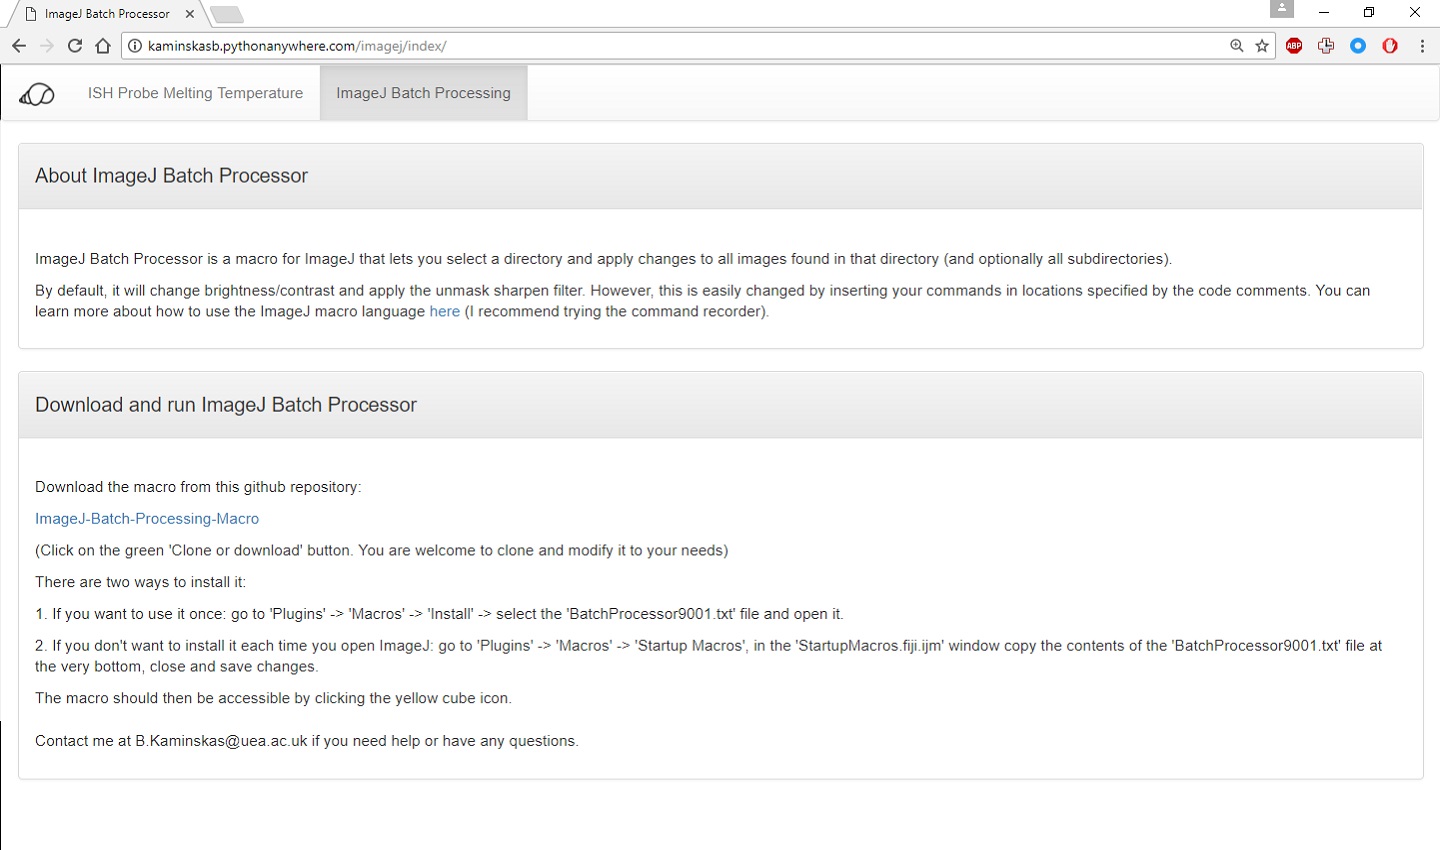 ImageJ Batch Processor
kaminskasb.pythonanywhere.com/imagej/index/
ABP
ISH Probe Melting Temperature
ImageJ Batch Processing
About ImageJ Batch Processor
ImageJ Batch Processor is a macro for ImageJ that lets you select a directory and apply changes to all images found in that directory (and optionally all subdirectories).
By default, it will change brightness/contrast and apply the unmask sharpen filter. However, this is easily changed by inserting your commands in locations specified by the code comments. You can
learn more about how to use the ImageJ macro language here (I recommend trying the command recorder).
Download and run ImageJ Batch Processor
Download the macro from this github repository:
ImageJ-Batch-Processing-Macro
(Click on the green 'Clone or download' button. You are welcome to clone and modify it to your needs)
There are two ways to install it:
1. If you want to use it once: go to 'Plugins' -> 'Macros' -> 'Install' -> select the 'BatchProcessor9001.txt' file and open it.
2. If you don't want to install it each time you open ImageJ: go to 'Plugins' -> 'Macros' -> 'Startup Macros', in the 'StartupMacros.fiji.ijm' window copy the contents of the 'BatchProcessor9001.txt' file at
the very bottom, close and save changes.
The macro should then be accessible by clicking the yellow cube icon.
Contact me at B.Kaminskas@uea.ac.uk if you need help or have any questions.